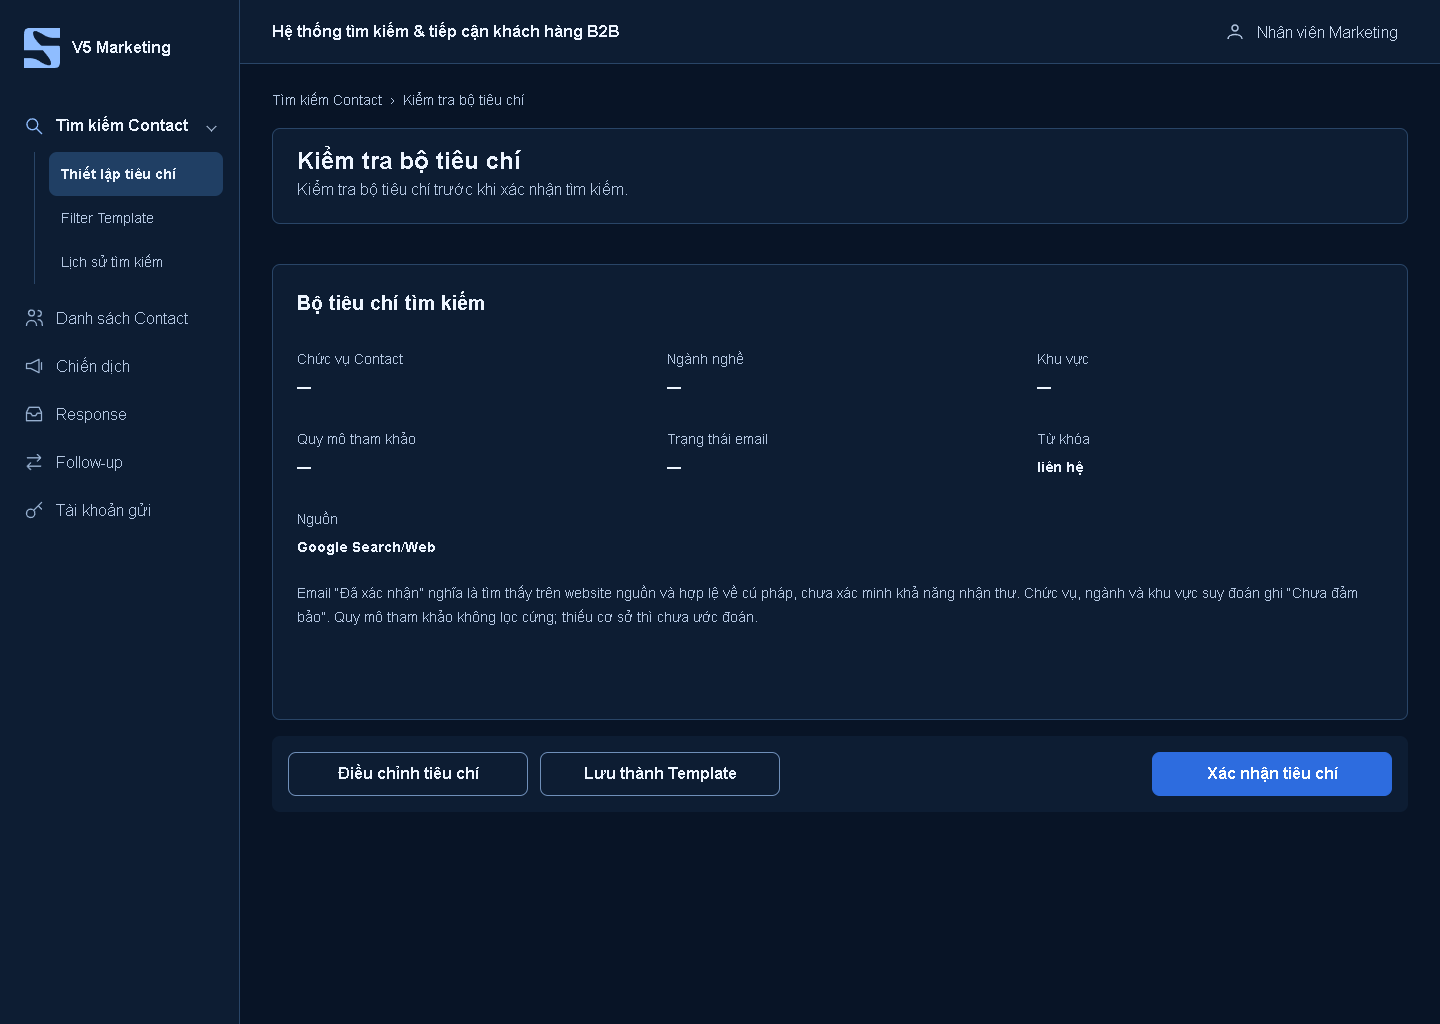 V5 Marketing
Hệ thống tìm kiếm & tiếp cận khách hàng B2B
Nhân viên Marketing
Tìm kiếm Contact
Thiết lập tiêu chí
Filter Template
Lịch sử tìm kiếm
Danh sách Contact
Chiến dịch
Response
Follow-up
Tài khoản gửi
Tìm kiếm Contact › Kiểm tra bộ tiêu chí
Kiểm tra bộ tiêu chí
Kiểm tra bộ tiêu chí trước khi xác nhận tìm kiếm.
Bộ tiêu chí tìm kiếm
Chức vụ Contact
—
Ngành nghề
—
Khu vực
—
Quy mô tham khảo
—
Trạng thái email
—
Từ khóa
liên hệ
Nguồn
Google Search/Web
Email "Đã xác nhận" nghĩa là tìm thấy trên website nguồn và hợp lệ về cú pháp, chưa xác minh khả năng nhận thư. Chức vụ, ngành và khu vực suy đoán ghi "Chưa đảm
bảo". Quy mô tham khảo không lọc cứng; thiếu cơ sở thì chưa ước đoán.
Điều chỉnh tiêu chí
Lưu thành Template
Xác nhận tiêu chí